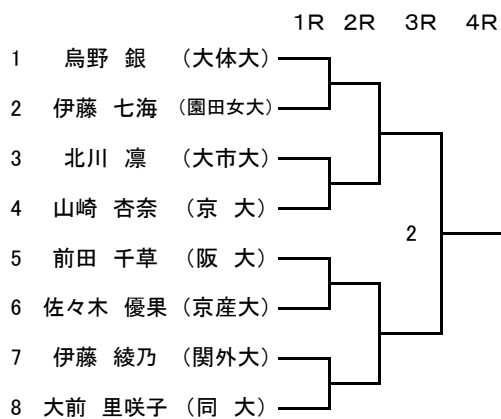 1R 2R 3R 4R
1 烏野 銀 （大体大）
2 伊藤 七海 （園田女大）
3 北川 凛 （大市大）
4 山崎 杏奈 （京 大）
2
5 前田 千草 （阪 大）
6 佐々木 優果 （京産大）
7 伊藤 綾乃 （関外大）
8 大前 里咲子 （同 大）